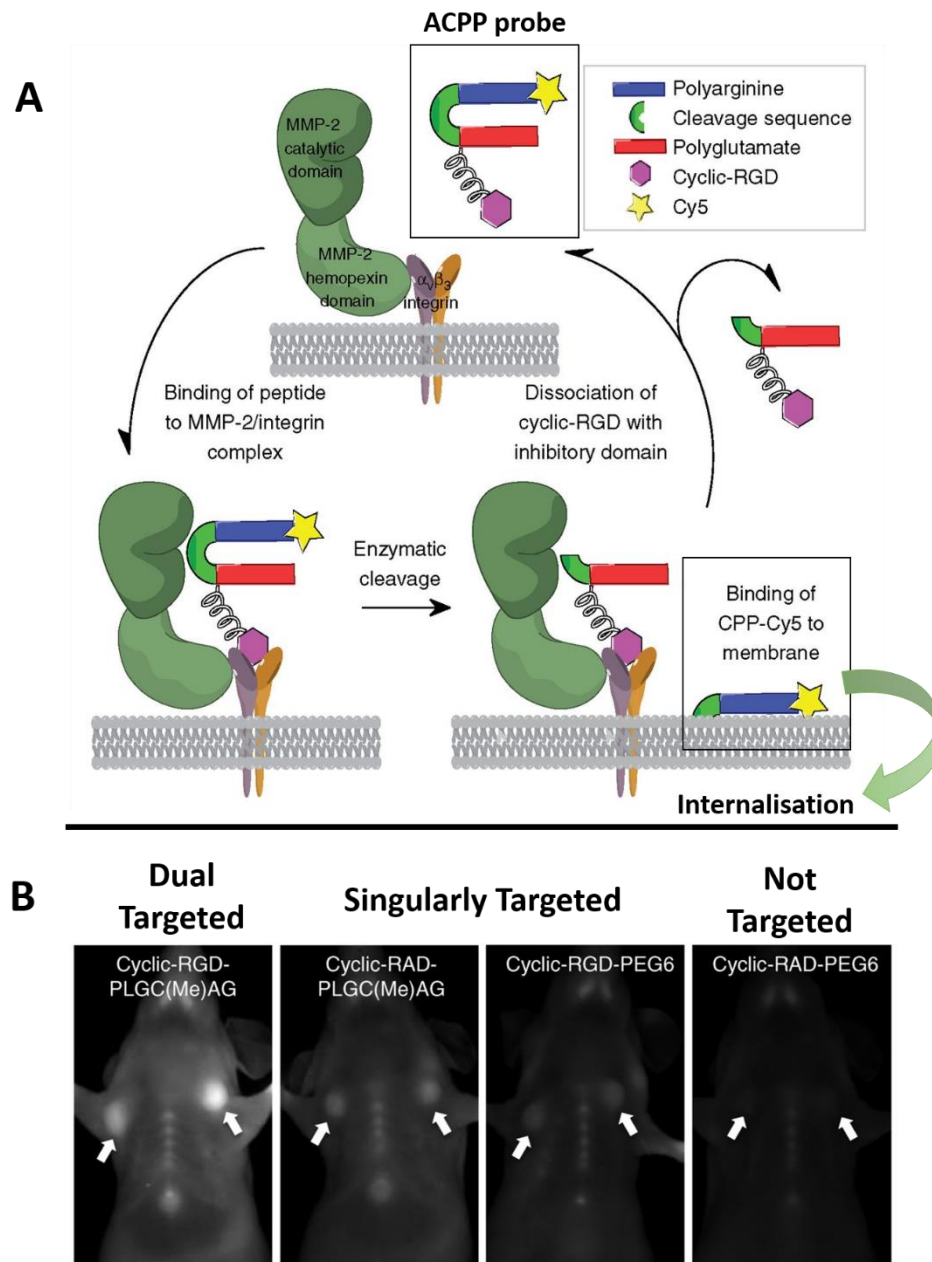 ACPP probe
A
Polyarginine
Cleavage sequence
Polyglutamate
Cyclic-RGD
Cy5
MMP-2
catalytic
domain
MMP-2
hemopexin
domain
αvβ3
integrin
Binding of peptide
to MMP-2/integrin
complex
Dissociation of
cyclic-RGD with
inhibitory domain
Enzymatic
cleavage
Binding of
CPP-Cy5 to
membrane
Internalisation
B
Dual
Targeted
Singularly Targeted
Not
Targeted
Cyclic-RGD-
PLGC(Me)AG
Cyclic-RAD-
PLGC(Me)AG
Cyclic-RGD-PEG6
Cyclic-RAD-PEG6